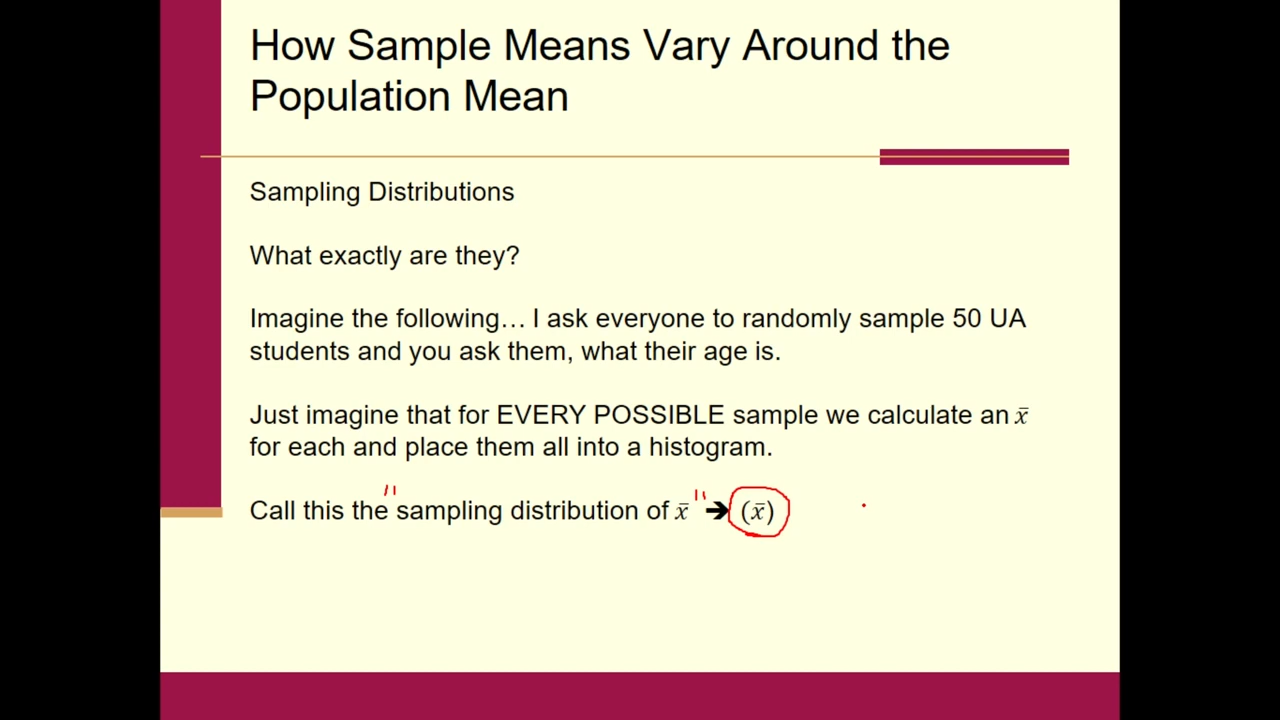 How Sample Means Vary Around the
Population Mean
Sampling Distributions
What exactly are they?
Imagine the following… I ask everyone to randomly sample 50 UA
students and you ask them, what their age is.
Just imagine that for EVERY POSSIBLE sample we calculate an x̄
for each and place them all into a histogram.
Call this the "sampling distribution of x̄" ➔ (x̄)